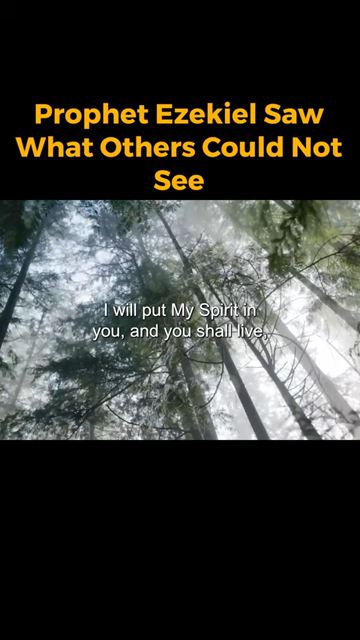 Prophet Ezekiel Saw
What Others Could Not
See
I will put My Spirit in
you, and you shall live,